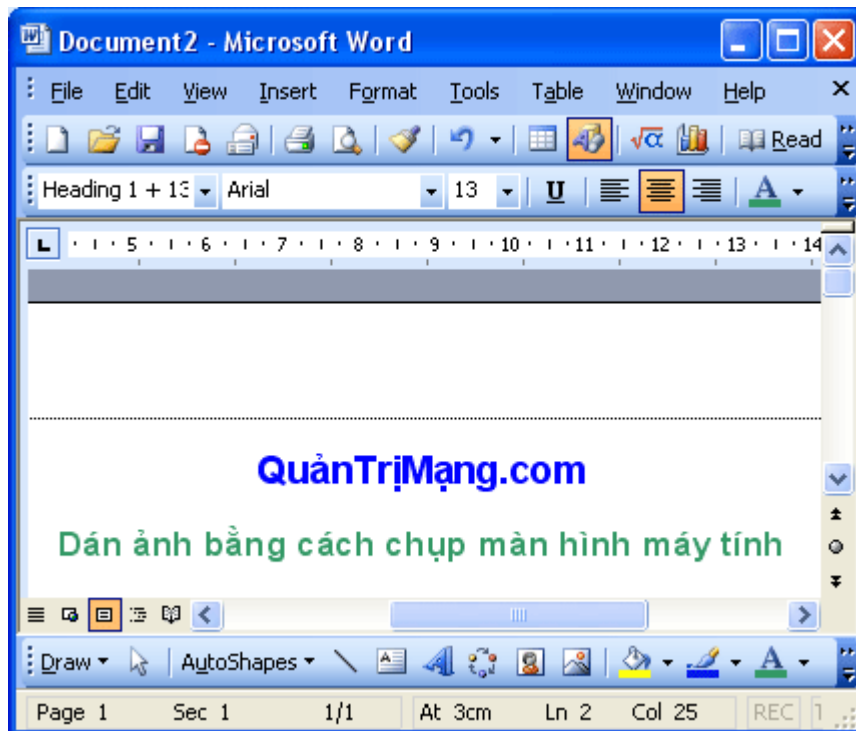 Document2 - Microsoft Word
File Edit View Insert Format Tools Table Window Help
√α Read
Heading 1 + 13 Arial 13 U A
L 5 6 7 8 9 10 11 12 13 14
QuảnTrịMạng.com
Dán ảnh bằng cách chụp màn hình máy tính
Draw AutoShapes A
Page 1 Sec 1 1/1 At 3cm Ln 2 Col 25 REC